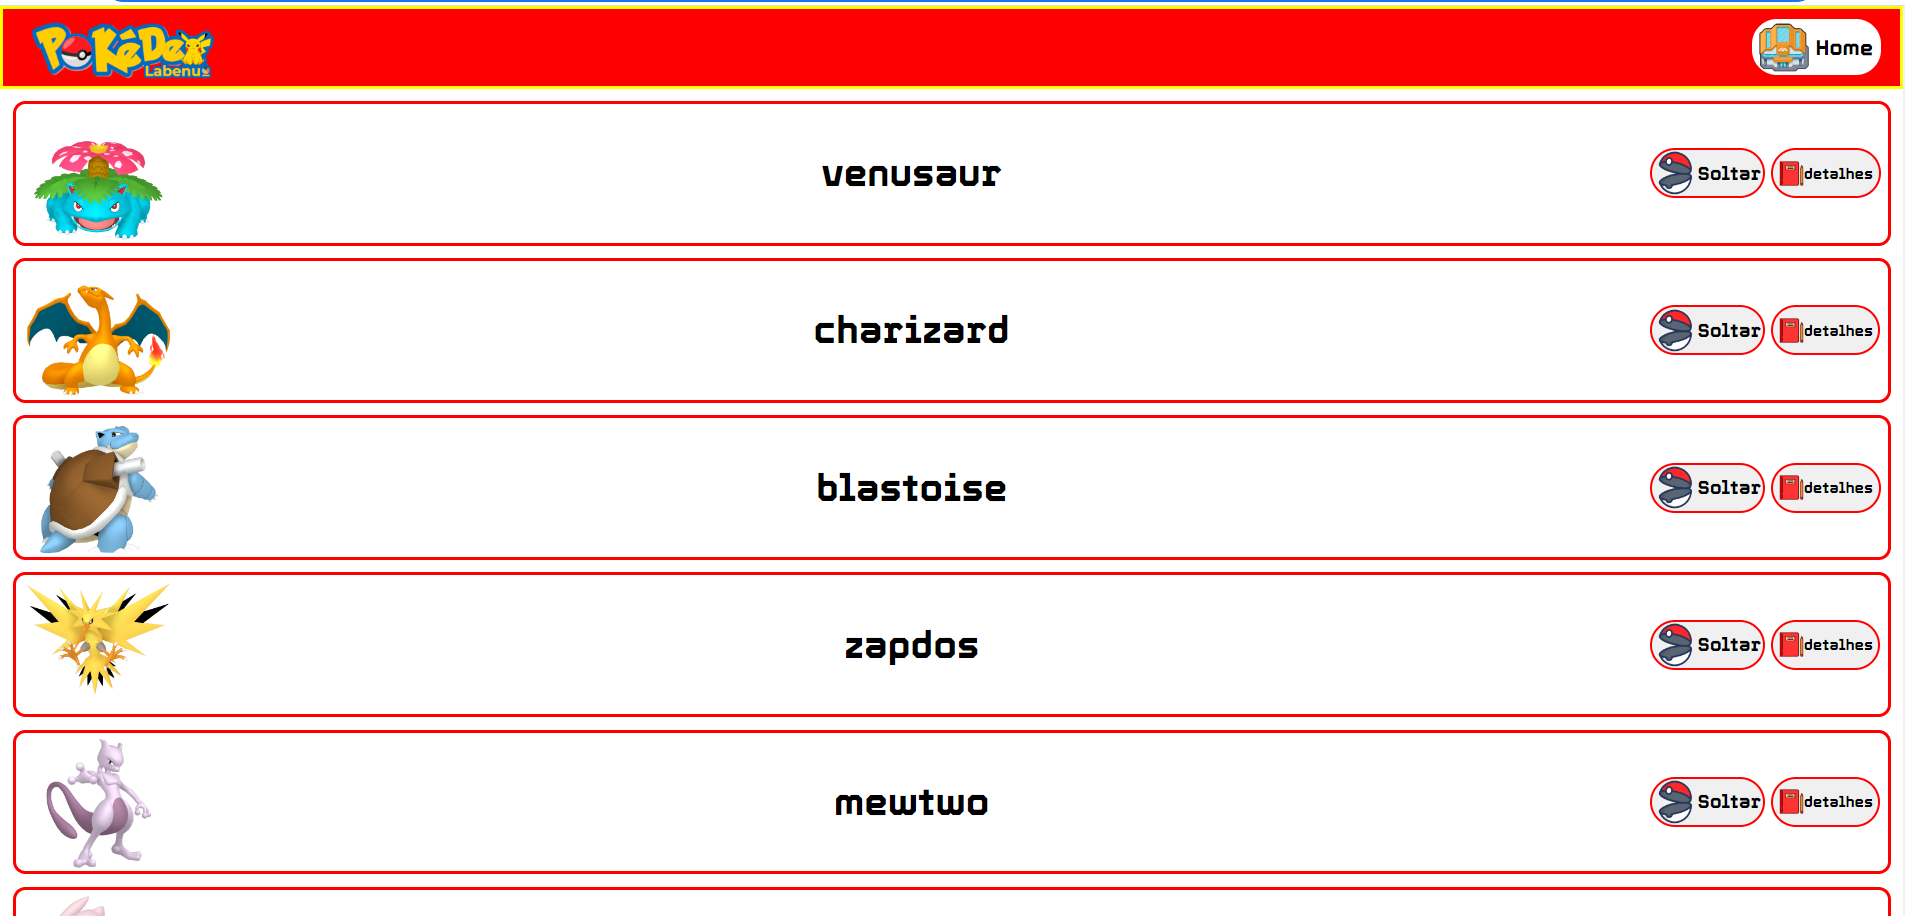 PoKéDex
Labenu
Home
venusaur
Soltar
detalhes
charizard
Soltar
detalhes
blastoise
Soltar
detalhes
zapdos
Soltar
detalhes
mewtwo
Soltar
detalhes